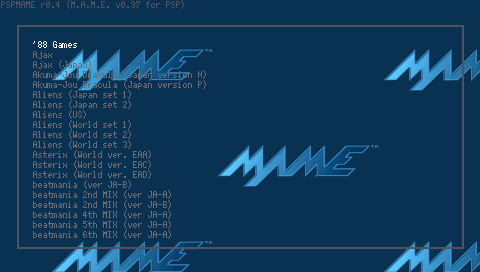 PSPMAME r0.4 (M.A.M.E. v0.97 for PSP)
'88 Games
Ajax
Ajax (Japan)
Akuma-Jou Dracula (Japan version N)
Akuma-Jou Dracula (Japan version P)
Aliens (Japan set 1)
Aliens (Japan set 2)
Aliens (US)
Aliens (World set 1)
Aliens (World set 2)
Aliens (World set 3)
Asterix (World ver. EAA)
Asterix (World ver. EAC)
Asterix (World ver. EAD)
beatmania (ver JA-B)
beatmania 2nd MIX (ver JA-A)
beatmania 2nd MIX (ver JA-B)
beatmania 4th MIX (ver JA-A)
beatmania 5th MIX (ver JA-A)
beatmania 6th MIX (ver JA-A)
MAME™
MAME
MAME™
MAME
MAME™
MAME